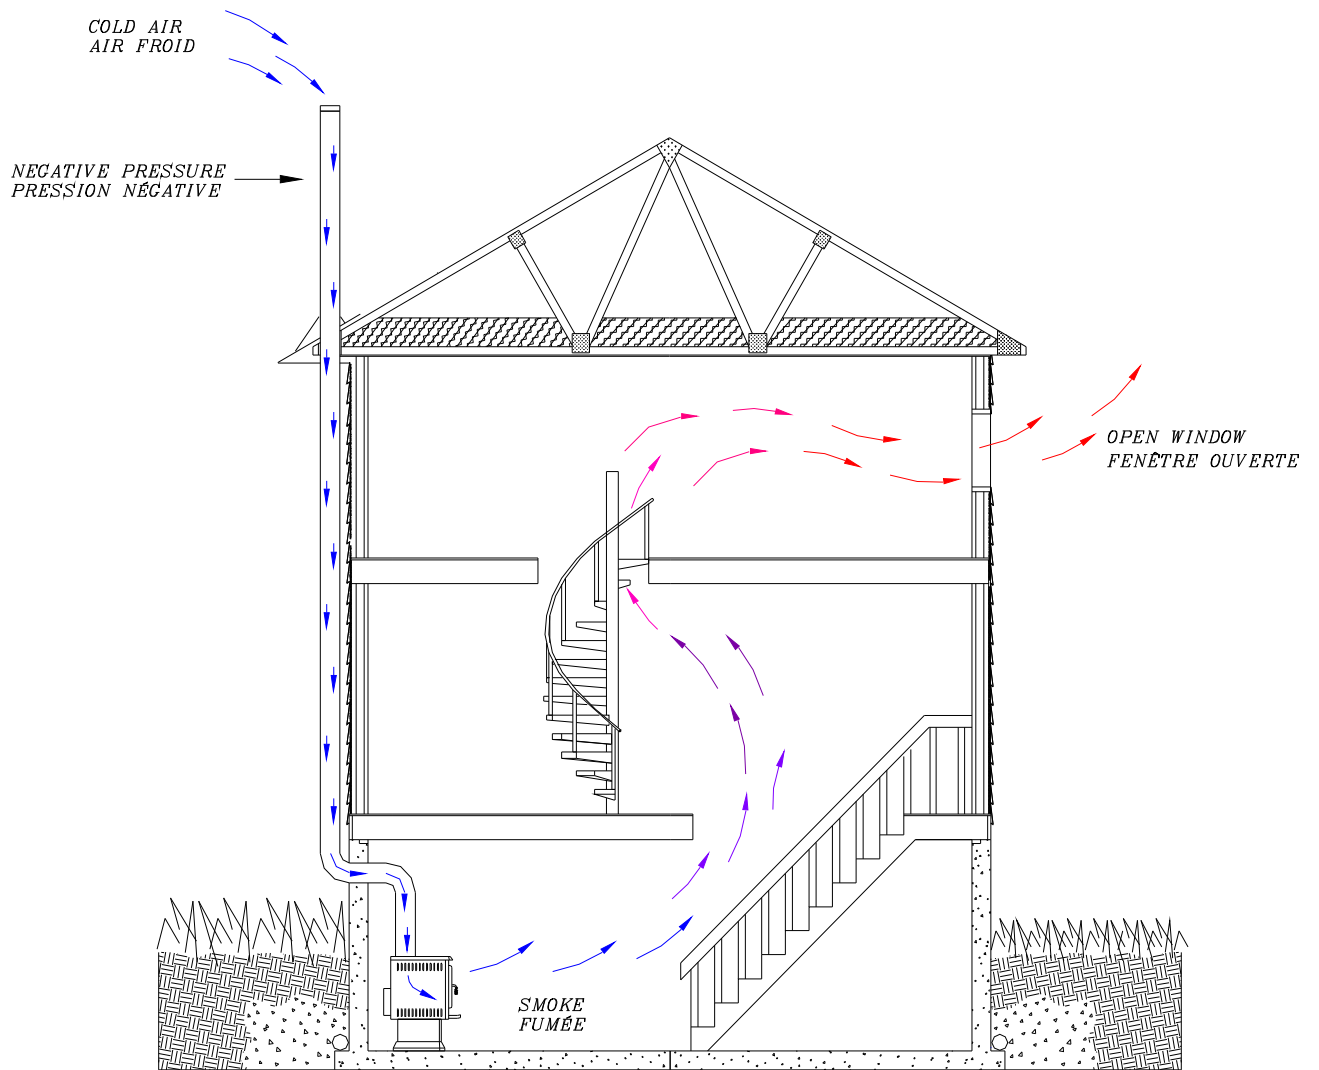 COLD AIR
AIR FROID
NEGATIVE PRESSURE
PRESSION NÉGATIVE
OPEN WINDOW
FENÊTRE OUVERTE
SMOKE
FUMÉE